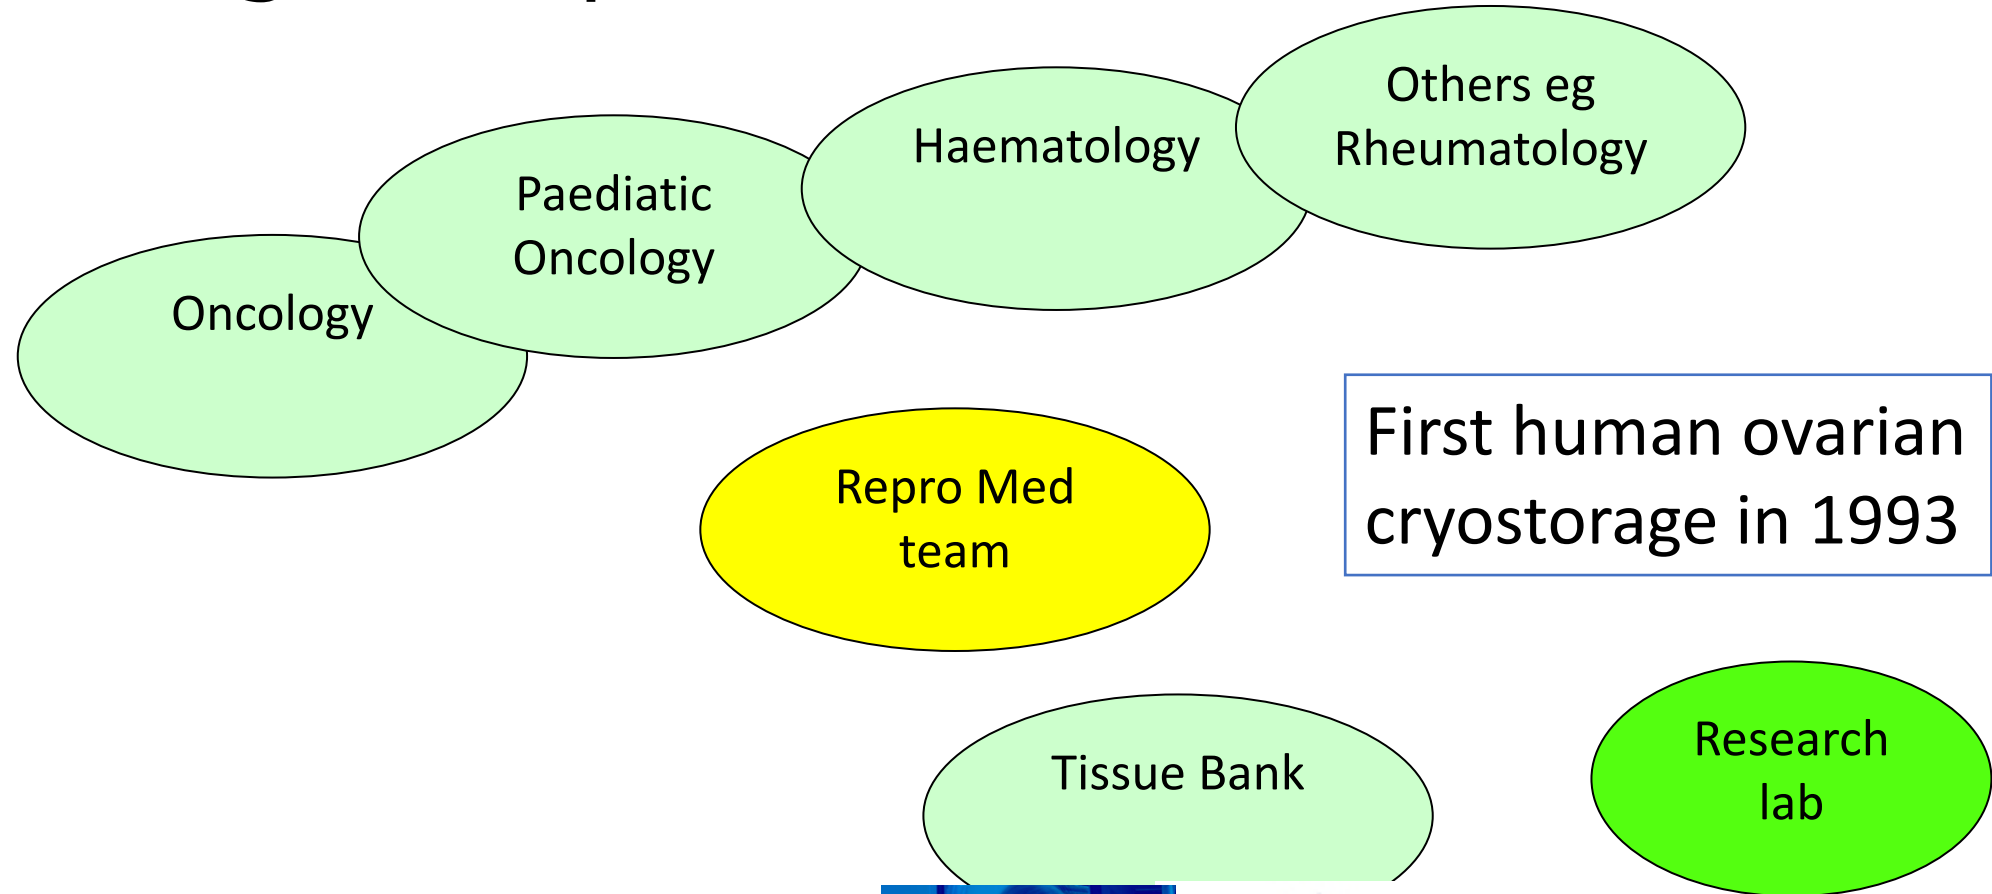 Others eg
Rheumatology
Haematology
Paediatic
Oncology
Oncology
First human ovarian
cryostorage in 1993
Repro Med
team
Tissue Bank
Research
lab